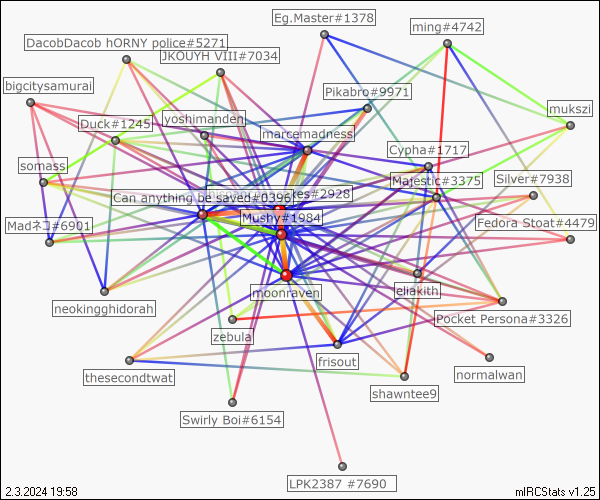 Eg.Master#1378
ming#4742
DacobDacob hORNY police#5271
JKOUYH VIII#7034
bigcitysamurai
Pikabro#9971
mukszi
Duck#1245
yoshimanden
marcemadness
Cypha#1717
somass
Majestic#3375
Silver#7938
Can anything be saved#0396
kes#2928
Mushy#1984
Madネコ#6901
Fedora Stoat#4479
moonraven
eliakith
neokingghidorah
Pocket Persona#3326
zebula
frisout
thesecondtwat
normalwan
shawntee9
Swirly Boi#6154
LPK2387 #7690
2.3.2024 19:58
mIRCStats v1.25